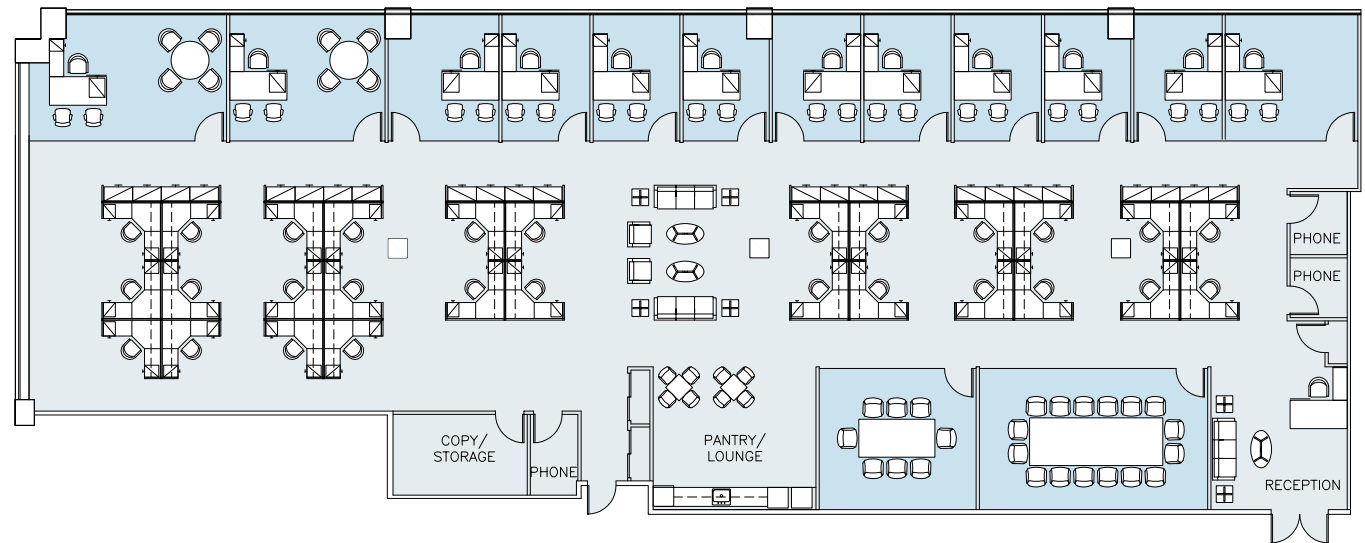 PHONE
PHONE
COPY/
STORAGE
PHONE
PANTRY/
LOUNGE
RECEPTION